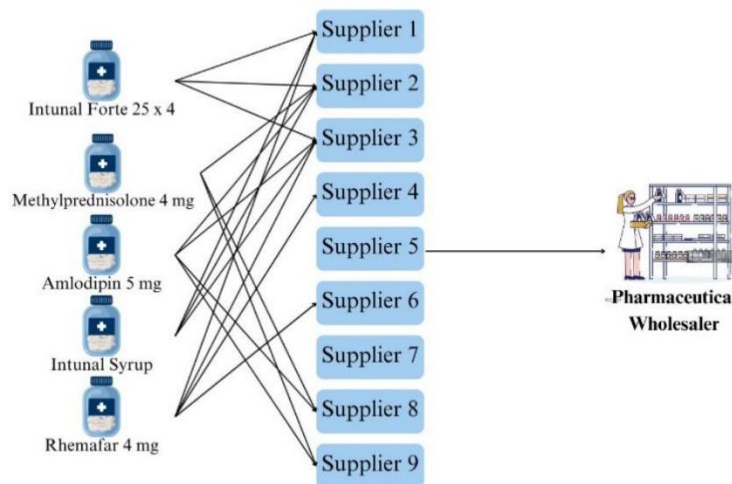 Supplier 1
Supplier 2
Supplier 3
Supplier 4
Supplier 5
Supplier 6
Supplier 7
Supplier 8
Supplier 9
Intunal Forte 25 x 4
Methylprednisolone 4 mg
Amlodipin 5 mg
Intunal Syrup
Rhemafar 4 mg
Pharmaceutica
Wholesaler